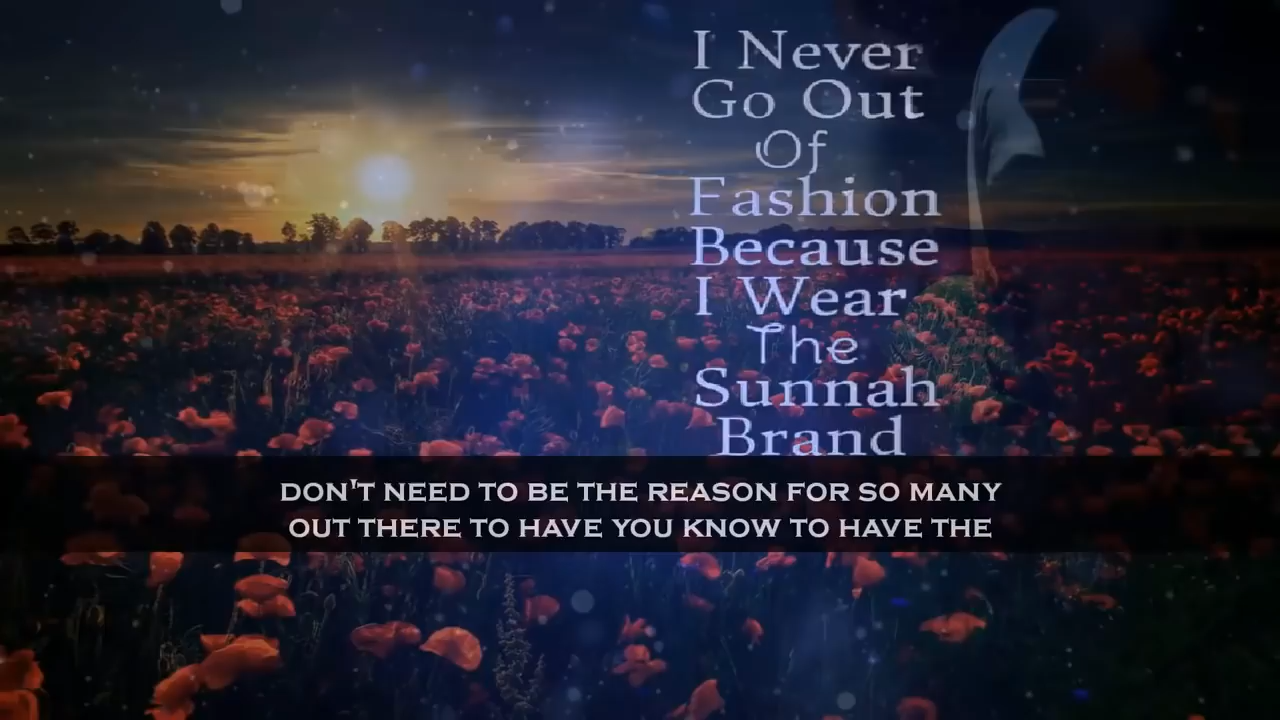 I Never
Go Out
Of
Fashion
Because
I Wear
The
Sunnah
Brand
DON'T NEED TO BE THE REASON FOR SO MANY
OUT THERE TO HAVE YOU KNOW TO HAVE THE